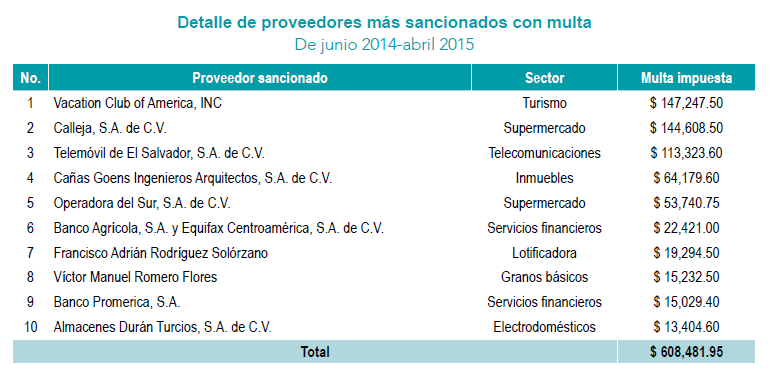 Detalle de proveedores más sancionados con multa
De junio 2014-abril 2015
No. Proveedor sancionado Sector Multa impuesta
1 Vacation Club of America, INC Turismo $ 147,247.50
2 Calleja, S.A. de C.V. Supermercado $ 144,608.50
3 Telemóvil de El Salvador, S.A. de C.V. Telecomunicaciones $ 113,323.60
4 Cañas Goens Ingenieros Arquitectos, S.A. de C.V. Inmuebles $ 64,179.60
5 Operadora del Sur, S.A. de C.V. Supermercado $ 53,740.75
6 Banco Agrícola, S.A. y Equifax Centroamérica, S.A. de C.V. Servicios financieros $ 22,421.00
7 Francisco Adrián Rodríguez Solórzano Lotificadora $ 19,294.50
8 Víctor Manuel Romero Flores Granos básicos $ 15,232.50
9 Banco Promerica, S.A. Servicios financieros $ 15,029.40
10 Almacenes Durán Turcios, S.A. de C.V. Electrodomésticos $ 13,404.60
Total $ 608,481.95